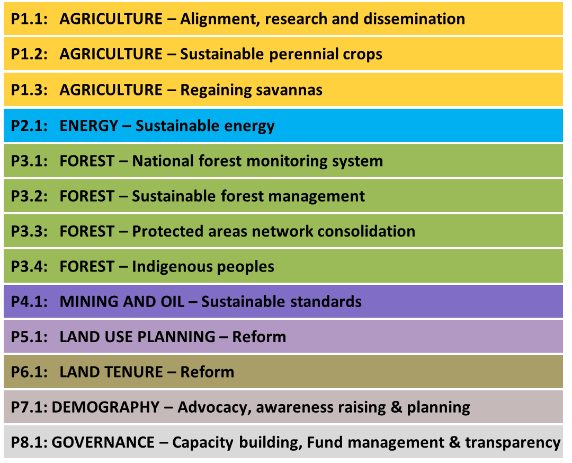 P1.1: AGRICULTURE – Alignment, research and dissemination
P1.2: AGRICULTURE – Sustainable perennial crops
P1.3: AGRICULTURE – Regaining savannas
P2.1: ENERGY – Sustainable energy
P3.1: FOREST – National forest monitoring system
P3.2: FOREST – Sustainable forest management
P3.3: FOREST – Protected areas network consolidation
P3.4: FOREST – Indigenous peoples
P4.1: MINING AND OIL – Sustainable standards
P5.1: LAND USE PLANNING – Reform
P6.1: LAND TENURE – Reform
P7.1: DEMOGRAPHY – Advocacy, awareness raising & planning
P8.1: GOVERNANCE – Capacity building, Fund management & transparency